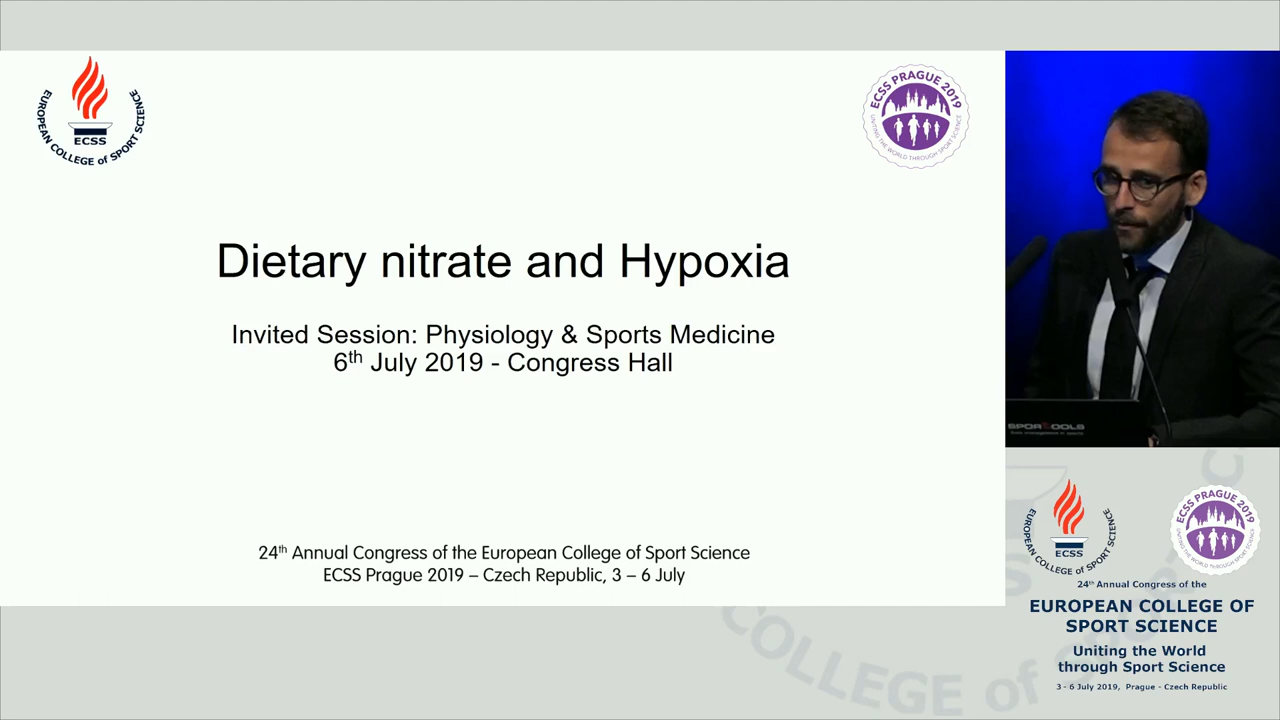 EUROPEAN COLLEGE of SPORT SCIENCE
ECSS
ECSS PRAGUE 2019
UNITING THE WORLD THROUGH SPORT SCIENCE
Dietary nitrate and Hypoxia
Invited Session: Physiology & Sports Medicine
6th July 2019 - Congress Hall
24th Annual Congress of the European College of Sport Science
ECSS Prague 2019 – Czech Republic, 3 – 6 July
EUROPEAN COLLEGE of SPORT SCIENCE
ECSS
ECSS PRAGUE 2019
UNITING THE WORLD THROUGH SPORT SCIENCE
24th Annual Congress of the
EUROPEAN COLLEGE OF
SPORT SCIENCE
Uniting the World
through Sport Science
3 - 6 July 2019, Prague - Czech Republic
COLLEGE of SP